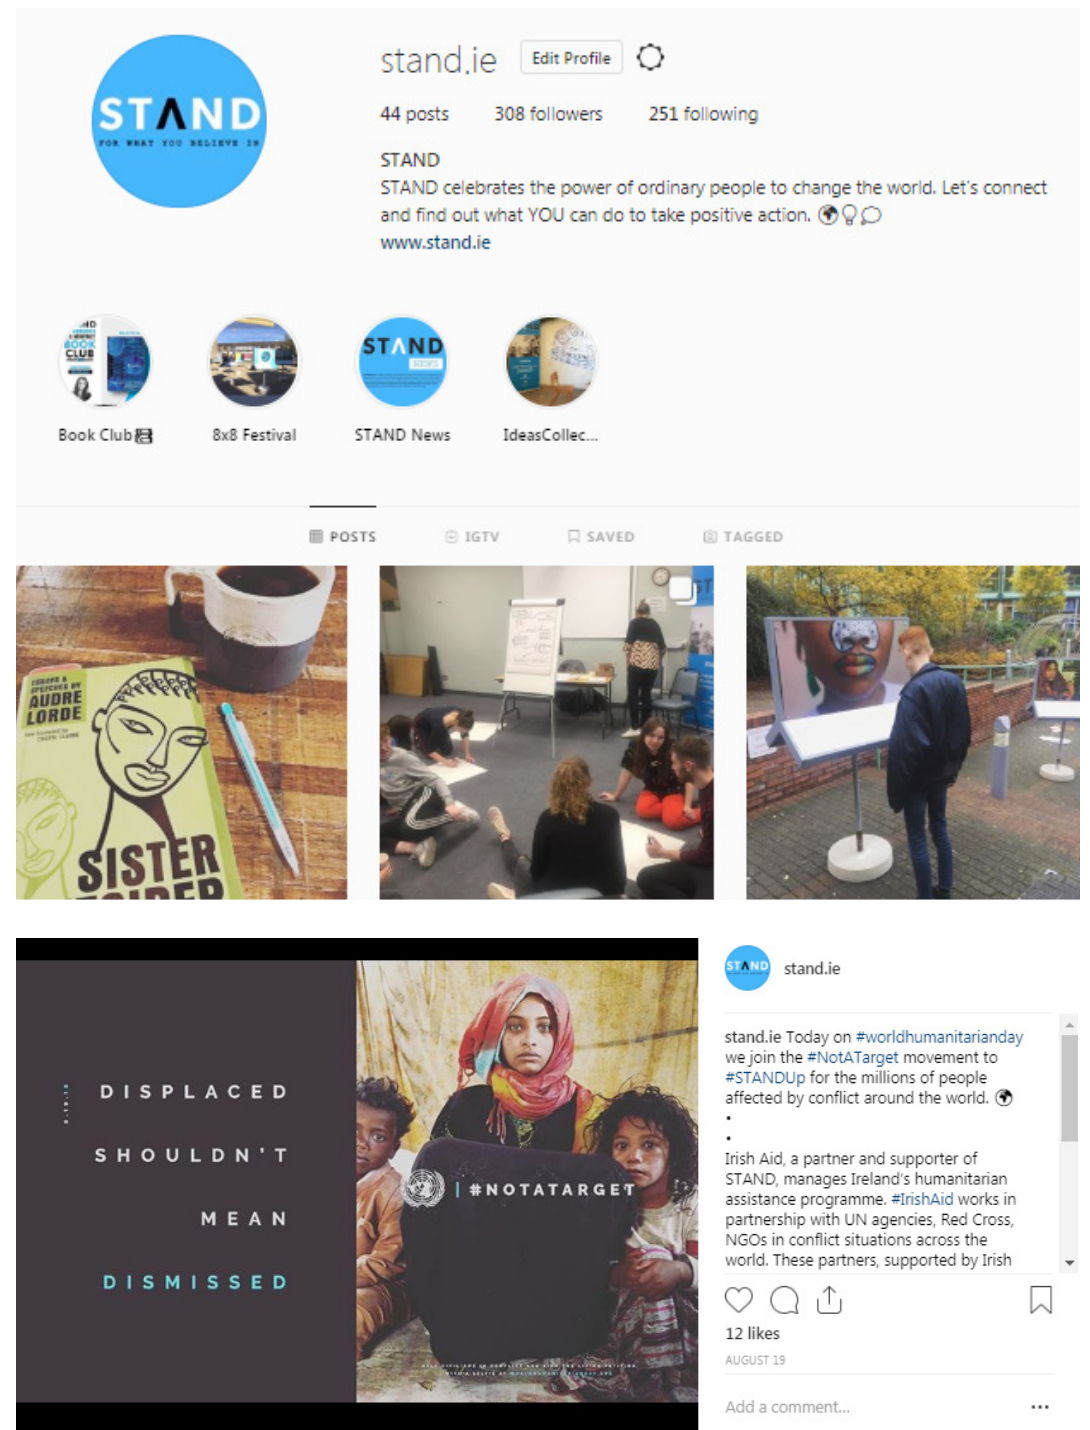 STAND
FOR WHAT YOU BELIEVE IN
stand.ie
Edit Profile
44 posts 308 followers 251 following
STAND
STAND celebrates the power of ordinary people to change the world. Let's connect
and find out what YOU can do to take positive action.
www.stand.ie
BOOK
CLUB
STAND
NEWS
Book Club
8x8 Festival
STAND News
IdeasCollec...
POSTS
IGTV
SAVED
TAGGED
ESSAYS &
SPEECHES BY
AUDRE
LORDE
SISTER
ST
DISPLACED
SHOULDN'T
MEAN
DISMISSED
| #NOTATARGET
STAND
stand.ie
stand.ie Today on #worldhumanitarianday
we join the #NotATarget movement to
#STANDUp for the millions of people
affected by conflict around the world.
•
•
Irish Aid, a partner and supporter of
STAND, manages Ireland's humanitarian
assistance programme. #IrishAid works in
partnership with UN agencies, Red Cross,
NGOs in conflict situations across the
world. These partners, supported by Irish
12 likes
AUGUST 19
Add a comment...